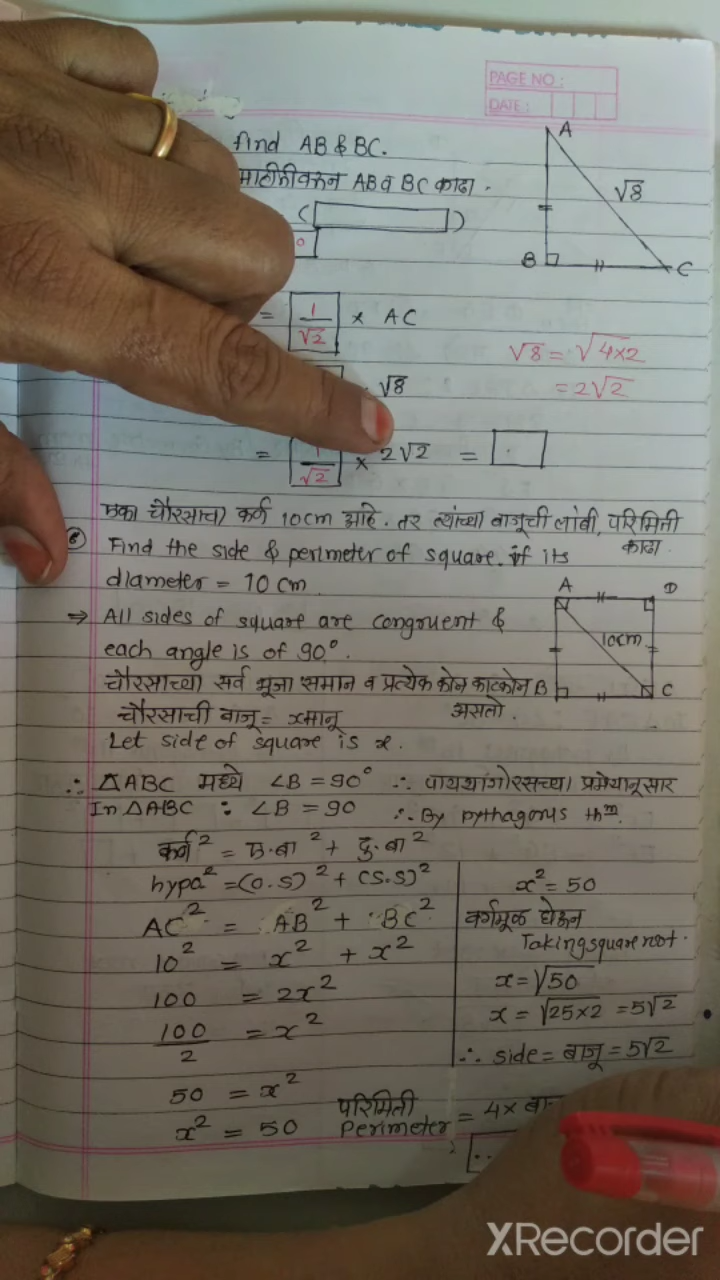 PAGE NO.:
DATE:
find AB & BC.
AB व BC काढा.
A
√8
B
C
( )
= 1/√2 × AC
√8 = √4×2
= 2√2
√8
= 1/√2 × 2√2 = .
एका चौरसाचा कर्ण 10cm आहे. तर त्यांच्या बाजूची लांबी, परिमिती काढा.
Find the side & perimeter of square. if its
diameter = 10 cm.
A
D
10cm
B
C
⇒ All sides of square are congruent &
each angle is of 90°.
चौरसाच्या सर्व भूजा समान व प्रत्येक कोन काटकोन असतो.
चौरसाची बाजू = x मानू
Let side of square is x.
∴ △ABC मध्ये ∠B = 90° ∴ पायथागोरसच्या प्रमेयानूसार
In △ABC : ∠B = 90 ∴ By pythagorus thm.
कर्ण² = स.बा² + दु.बा²
hypo² = (o.s)² + (s.s)²
AC² = AB² + BC²
10² = x² + x²
100 = 2x²
100/2 = x²
50 = x²
x² = 50
x² = 50
वर्गमूळ घेऊन
Taking square root.
x = √50
x = √25×2 = 5√2
∴ side = बाजू = 5√2
परिमिती
Perimeter = 4×
XRecorder